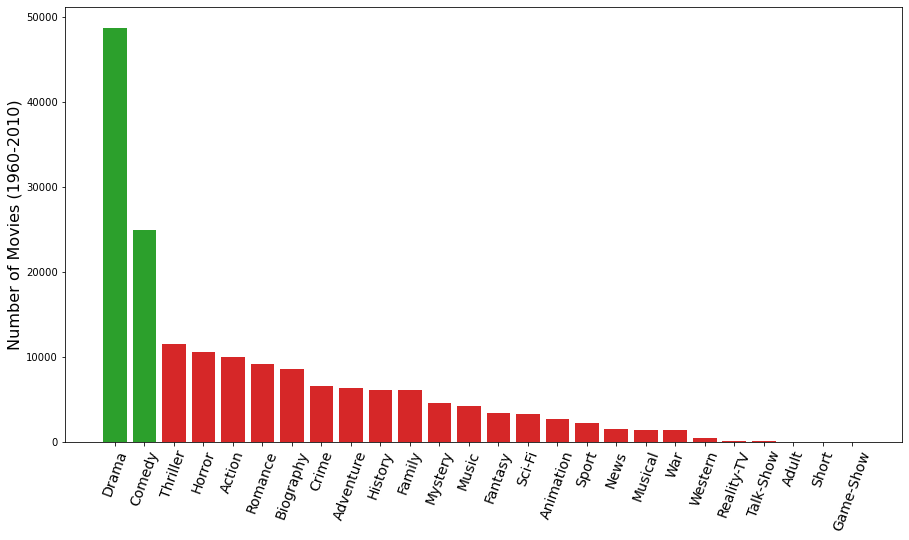 Number of Movies (1960-2010)
50000
40000
30000
20000
10000
0
Drama
Comedy
Thriller
Horror
Action
Romance
Biography
Crime
Adventure
History
Family
Mystery
Music
Fantasy
Sci-Fi
Animation
Sport
News
Musical
War
Western
Reality-TV
Talk-Show
Adult
Short
Game-Show